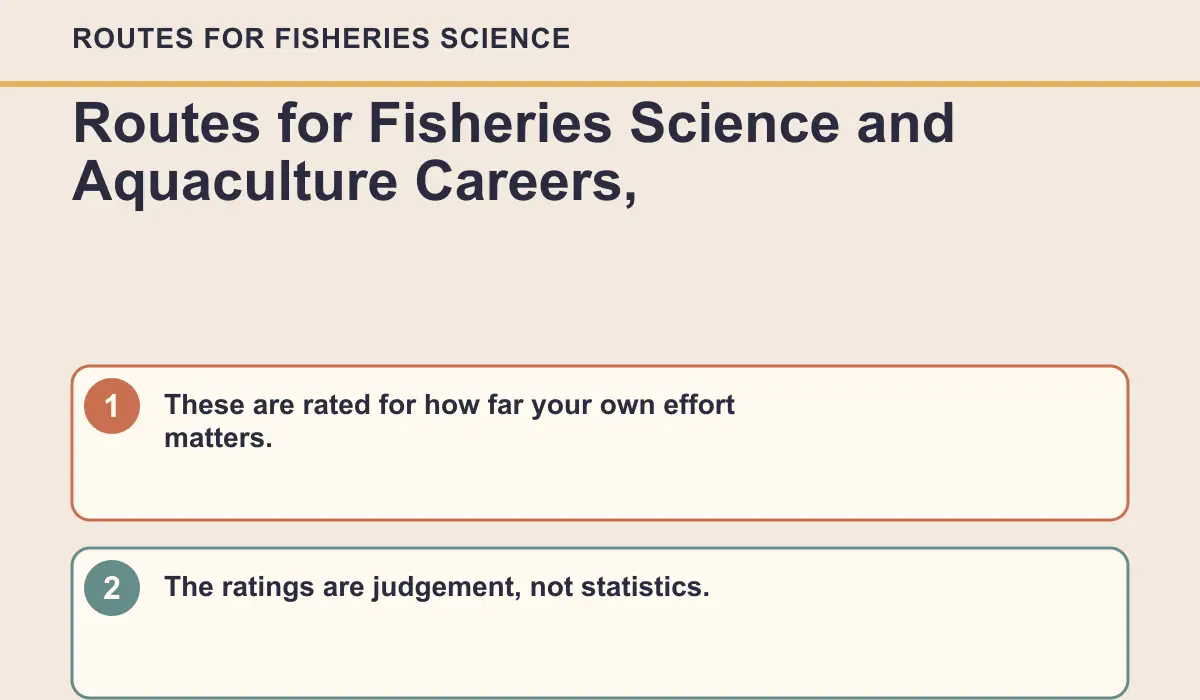 ROUTES FOR FISHERIES SCIENCE
Routes for Fisheries Science and
Aquaculture Careers,
1
These are rated for how far your own effort
matters.
2
The ratings are judgement, not statistics.